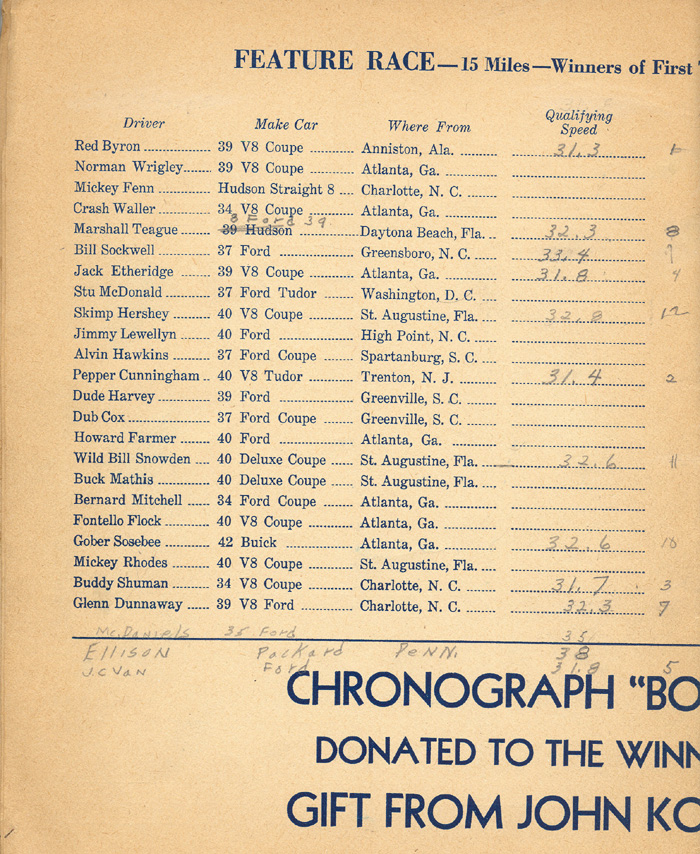 FEATURE RACE—15 Miles—Winners of First
Driver Make Car Where From Qualifying Speed
Red Byron 39 V8 Coupe Anniston, Ala. 31.3 1
Norman Wrigley 39 V8 Coupe Atlanta, Ga.
Mickey Fenn Hudson Straight 8 Charlotte, N. C.
Crash Waller 34 V8 Coupe Atlanta, Ga.
8 Ford 39
Marshall Teague 39 Hudson Daytona Beach, Fla. 32.3 8
Bill Sockwell 37 Ford Greensboro, N. C. 33.4
Jack Etheridge 39 V8 Coupe Atlanta, Ga. 31.8 4
Stu McDonald 37 Ford Tudor Washington, D. C.
Skimp Hershey 40 V8 Coupe St. Augustine, Fla. 32.8 12
Jimmy Lewellyn 40 Ford High Point, N. C.
Alvin Hawkins 37 Ford Coupe Spartanburg, S. C.
Pepper Cunningham 40 V8 Tudor Trenton, N. J. 31.4 2
Dude Harvey 39 Ford Greenville, S. C.
Dub Cox 37 Ford Coupe Greenville, S. C.
Howard Farmer 40 Ford Atlanta, Ga.
Wild Bill Snowden 40 Deluxe Coupe St. Augustine, Fla. 32.6 11
Buck Mathis 40 Deluxe Coupe St. Augustine, Fla.
Bernard Mitchell 34 Ford Coupe Atlanta, Ga.
Fontello Flock 40 V8 Coupe Atlanta, Ga.
Gober Sosebee 42 Buick Atlanta, Ga. 32.6 10
Mickey Rhodes 40 V8 Coupe St. Augustine, Fla.
Buddy Shuman 34 V8 Coupe Charlotte, N. C. 31.7 3
Glenn Dunnaway 39 V8 Ford Charlotte, N. C. 32.3 7
McDaniels 35 Ford 35
ELLISON Packard PENN. 38
J.C Van Ford 31.8 5
CHRONOGRAPH "BO
DONATED TO THE WINN
GIFT FROM JOHN KO